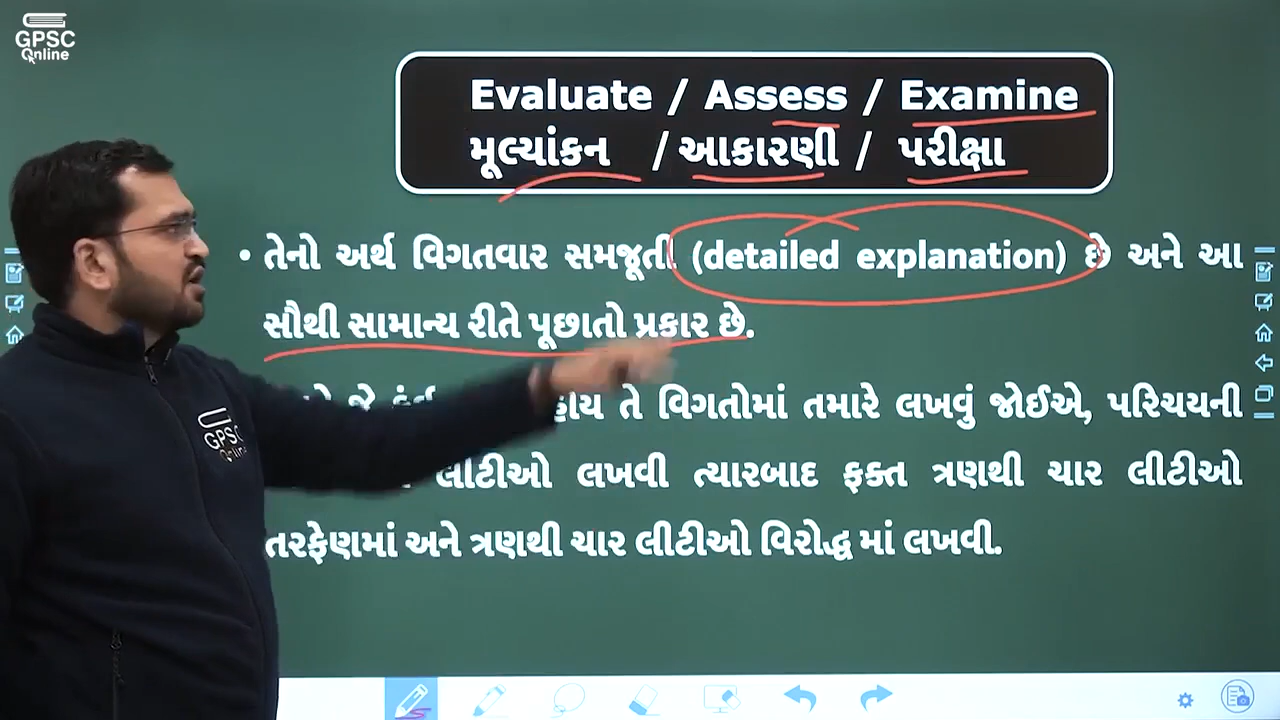 GPSC
Online
Evaluate / Assess / Examine
મૂલ્યાંકન / આકારણી / પરીક્ષા
• તેનો અર્થ વિગતવાર સમજૂતી (detailed explanation) છે અને આ
સૌથી સામાન્ય રીતે પૂછાતો પ્રકાર છે.
તે વિગતોમાં તમારે લખવું જોઈએ, પરિચયની
લીટીઓ લખવી ત્યારબાદ ફક્ત ત્રણથી ચાર લીટીઓ
તરફેણમાં અને ત્રણથી ચાર લીટીઓ વિરોદ્ધ માં લખવી.
GPSC
Online